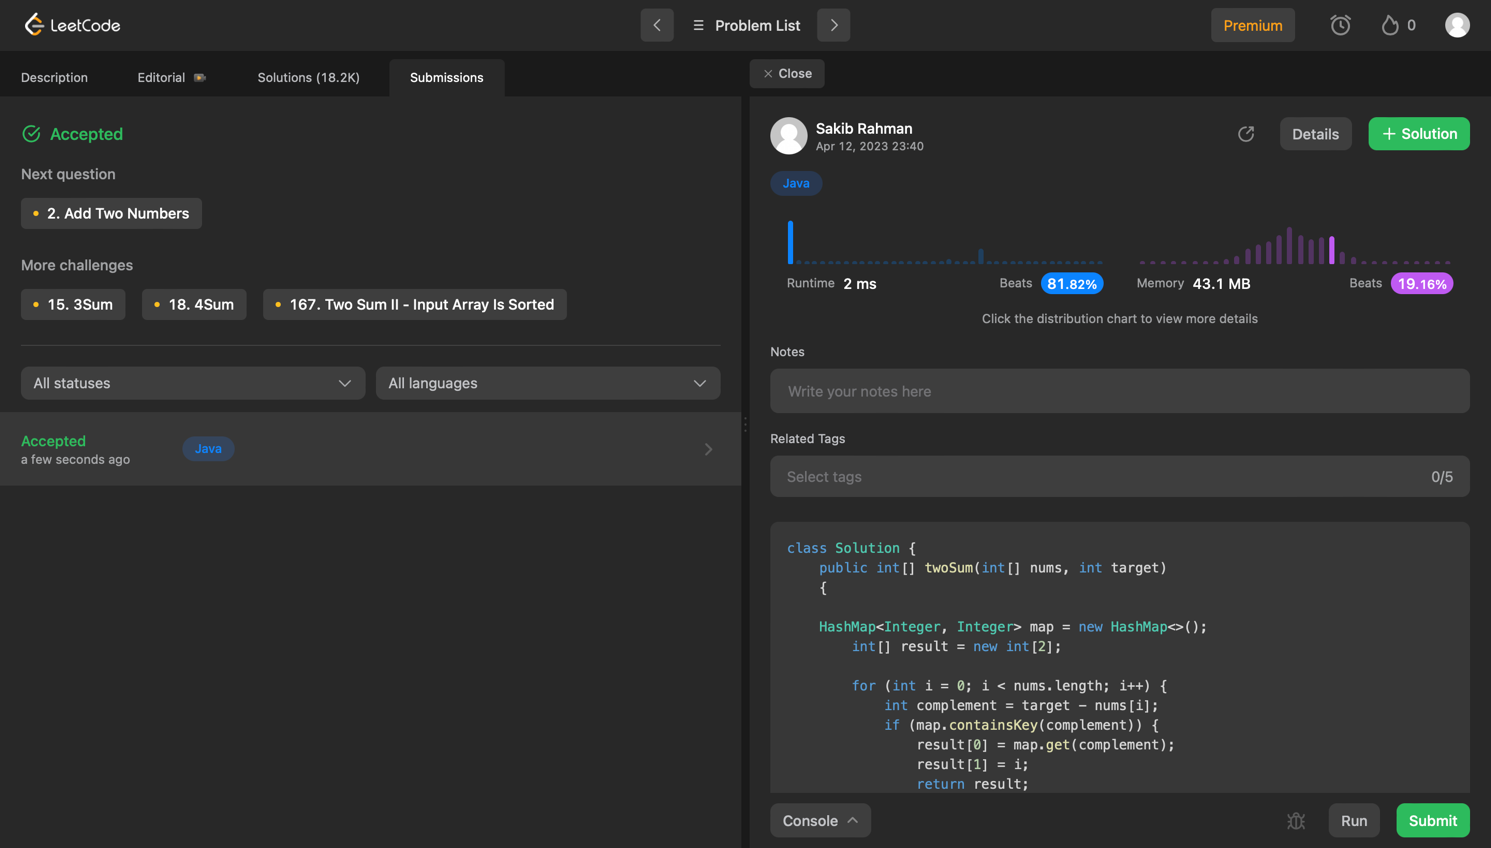 LeetCode
Problem List
Premium
0
Description
Editorial
Solutions (18.2K)
Submissions
Close
Accepted
Next question
2. Add Two Numbers
More challenges
15. 3Sum
18. 4Sum
167. Two Sum II - Input Array Is Sorted
All statuses
All languages
Accepted
a few seconds ago
Java
Sakib Rahman
Apr 12, 2023 23:40
Details
+ Solution
Java
Runtime 2 ms
Beats 81.82%
Memory 43.1 MB
Beats 19.16%
Click the distribution chart to view more details
Notes
Write your notes here
Related Tags
Select tags
0/5
class Solution {
    public int[] twoSum(int[] nums, int target)
    {
    HashMap<Integer, Integer> map = new HashMap<>();
        int[] result = new int[2];
        for (int i = 0; i < nums.length; i++) {
            int complement = target - nums[i];
            if (map.containsKey(complement)) {
                result[0] = map.get(complement);
                result[1] = i;
                return result;
Console
Run
Submit